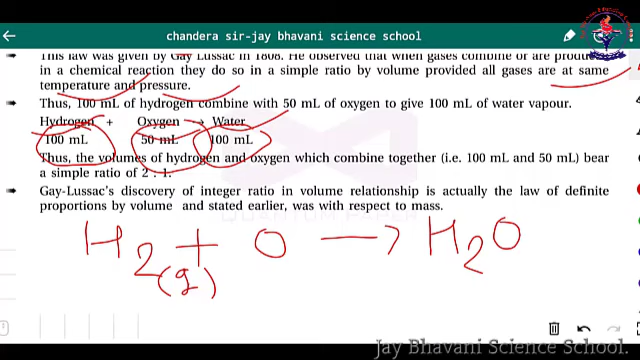 chandera sir-jay bhavani science school
This law was given by Gay Lussac in 1808. He observed that when gases combine or are produ
in a chemical reaction they do so in a simple ratio by volume provided all gases are at same
temperature and pressure.
Thus, 100 mL of hydrogen combine with 50 mL of oxygen to give 100 mL of water vapour.
Hydrogen + Oxygen → Water
100 mL 50 mL 100 mL
Thus, the volumes of hydrogen and oxygen which combine together (i.e. 100 mL and 50 mL) bear
a simple ratio of 2 : 1.
Gay-Lussac's discovery of integer ratio in volume relationship is actually the law of definite
proportions by volume and stated earlier, was with respect to mass.
H2 + O → H2O
(g)
Jay Bhavani Science School.